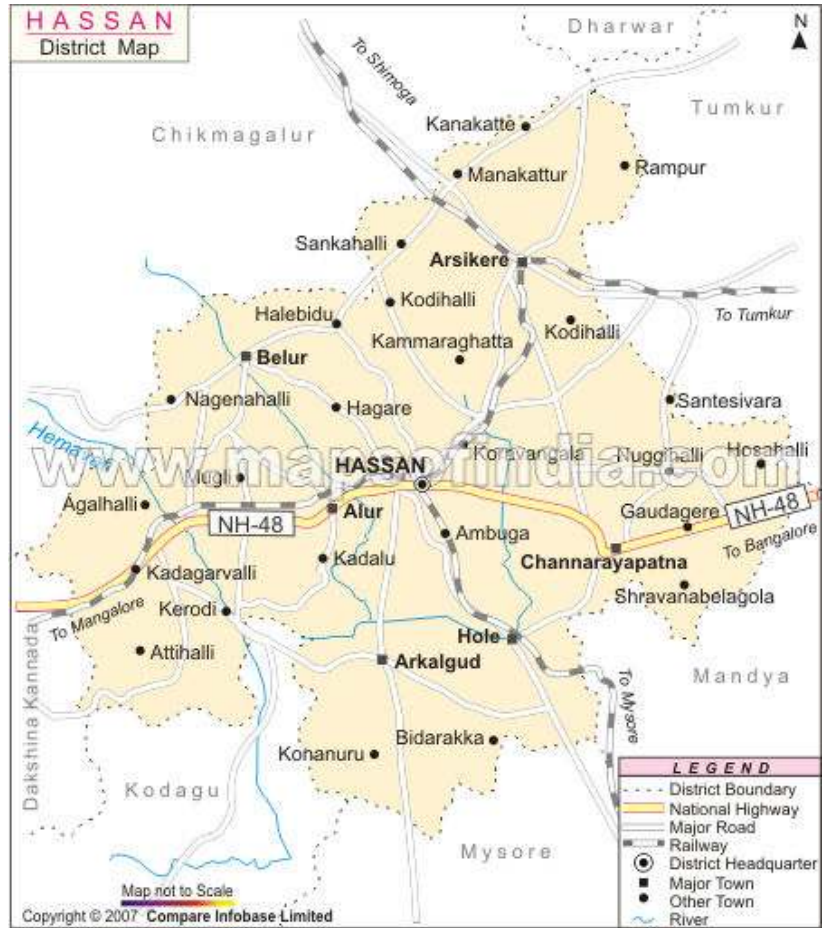 HASSAN
District Map
Dharwar
N
To Shimoga
Tumkur
Chikmagalur
Kanakatte
Manakattur
Rampur
Sankahalli
Arsikere
Kodihalli
Halebidu
Kodihalli
To Tumkur
Kammaraghatta
Belur
Nagenahalli
Hagare
Santesivara
Hemavati
www.mapsofindia.com
HASSAN
Koravangala
Nuggihalli
Hosahalli
Mugli
Agalhalli
Alur
NH-48
Gaudagere
NH-48
To Bangalore
Ambuga
Channarayapatna
Kadalu
Kadagarvalli
Shravanabelagola
To Mangalore
Kerodi
Hole
Attihalli
Arkalgud
Mandya
To Mysore
Dakshina Kannada
Bidarakka
Konanuru
Kodagu
Mysore
LEGEND
District Boundary
National Highway
Major Road
Railway
District Headquarter
Major Town
Other Town
River
Map not to Scale
Copyright © 2007 Compare Infobase Limited